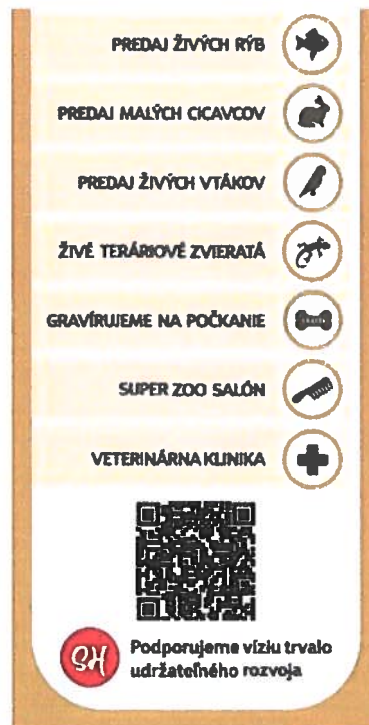 PREDAJ ŽIVÝCH RÝB
PREDAJ MALÝCH CICAVCOV
PREDAJ ŽIVÝCH VTÁKOV
ŽIVÉ TERÁRIOVÉ ZVIERATÁ
GRAVÍRUJEME NA POČKANIE
SUPER ZOO SALÓN
VETERINÁRNA KLINIKA
SH
Podporujeme víziu trvalo
udržateľného rozvoja